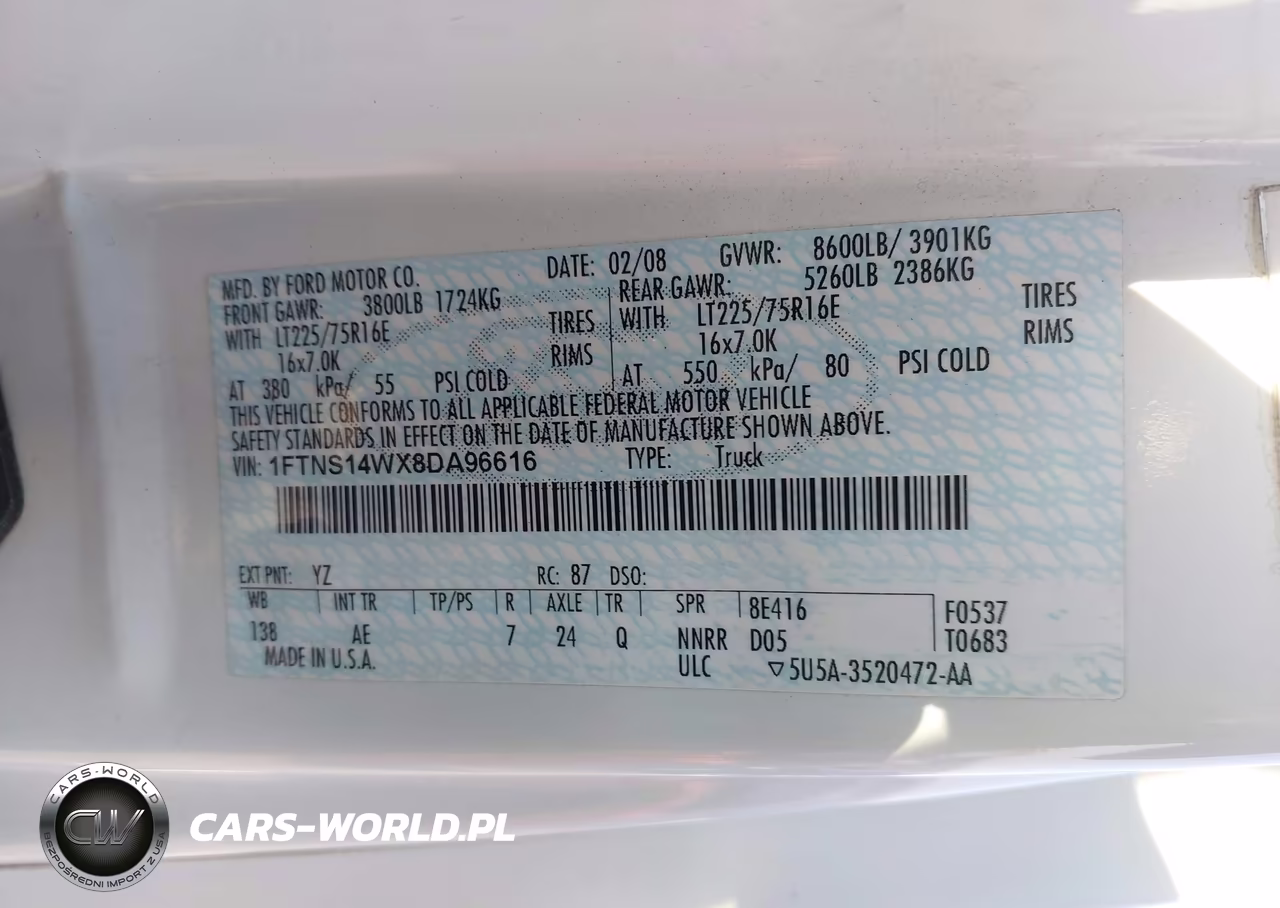 MFD. BY FORD MOTOR CO. DATE: 02/08 GVWR: 8600LB/ 3901KG
FRONT GAWR: 3800LB 1724KG REAR GAWR: 5260LB 2386KG
WITH LT225/75R16E TIRES WITH LT225/75R16E TIRES
16x7.0K RIMS 16x7.0K RIMS
AT 380 kPa/ 55 PSI COLD AT 550 kPa/ 80 PSI COLD
THIS VEHICLE CONFORMS TO ALL APPLICABLE FEDERAL MOTOR VEHICLE
SAFETY STANDARDS IN EFFECT ON THE DATE OF MANUFACTURE SHOWN ABOVE.
VIN: 1FTNS14WX8DA96616 TYPE: Truck
EXT PNT: YZ RC: 87 DSO:
WB INT TR TP/PS R AXLE TR SPR 8E416 F0537
138 AE 7 24 Q NNRR D05 T0683
MADE IN U.S.A. ULC ▽5U5A-3520472-AA
CARS-WORLD
CW
BEZPOŚREDNI IMPORT Z USA
CARS-WORLD.PL